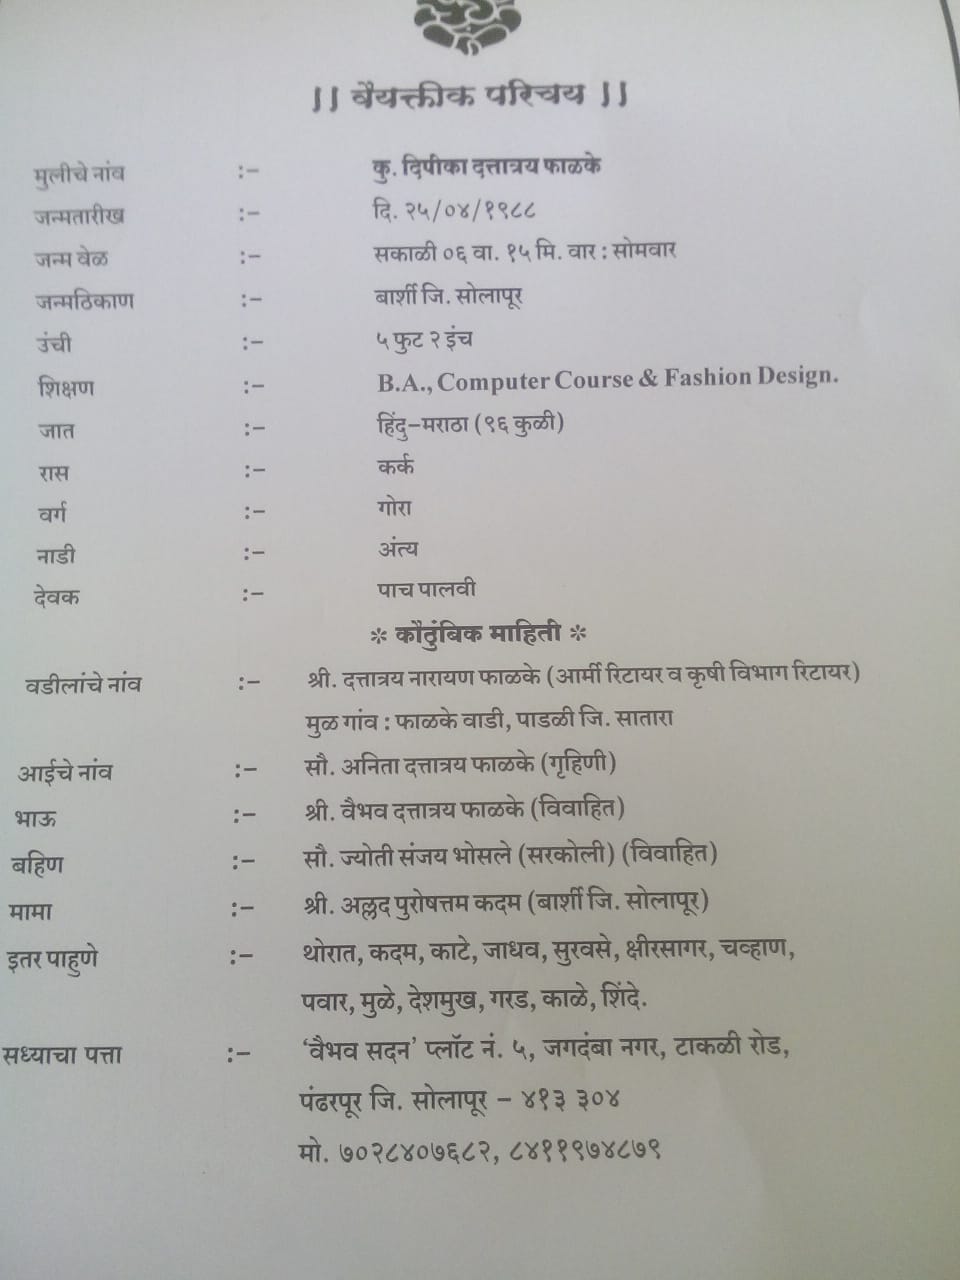 ।। वैयक्तीक परिचय ।।
मुलीचे नांव :- कु. दिपीका दत्तात्रय फाळके
जन्मतारीख :- दि. २५/०४/१९८८
जन्म वेळ :- सकाळी ०६ वा. १५ मि. वार : सोमवार
जन्मठिकाण :- बार्शी जि. सोलापूर
उंची :- ५ फुट २ इंच
शिक्षण :- B.A., Computer Course & Fashion Design.
जात :- हिंदु-मराठा (९६ कुळी)
रास :- कर्क
वर्ग :- गोरा
नाडी :- अंत्य
देवक :- पाच पालवी
* कौटुंबिक माहिती *
वडीलांचे नांव :- श्री. दत्तात्रय नारायण फाळके (आर्मी रिटायर व कृषी विभाग रिटायर)
मुळ गांव : फाळके वाडी, पाडळी जि. सातारा
आईचे नांव :- सौ. अनिता दत्तात्रय फाळके (गृहिणी)
भाऊ :- श्री. वैभव दत्तात्रय फाळके (विवाहित)
बहिण :- सौ. ज्योती संजय भोसले (सरकोली) (विवाहित)
मामा :- श्री. अल्लद पुरोषत्तम कदम (बार्शी जि. सोलापूर)
इतर पाहुणे :- थोरात, कदम, काटे, जाधव, सुरवसे, क्षीरसागर, चव्हाण,
पवार, मुळे, देशमुख, गरड, काळे, शिंदे.
सध्याचा पत्ता :- ‘वैभव सदन’ प्लॉट नं. ५, जगदंबा नगर, टाकळी रोड,
पंढरपूर जि. सोलापूर - ४१३ ३०४
मो. ७०२८४०७६८२, ८४११९७४८७९